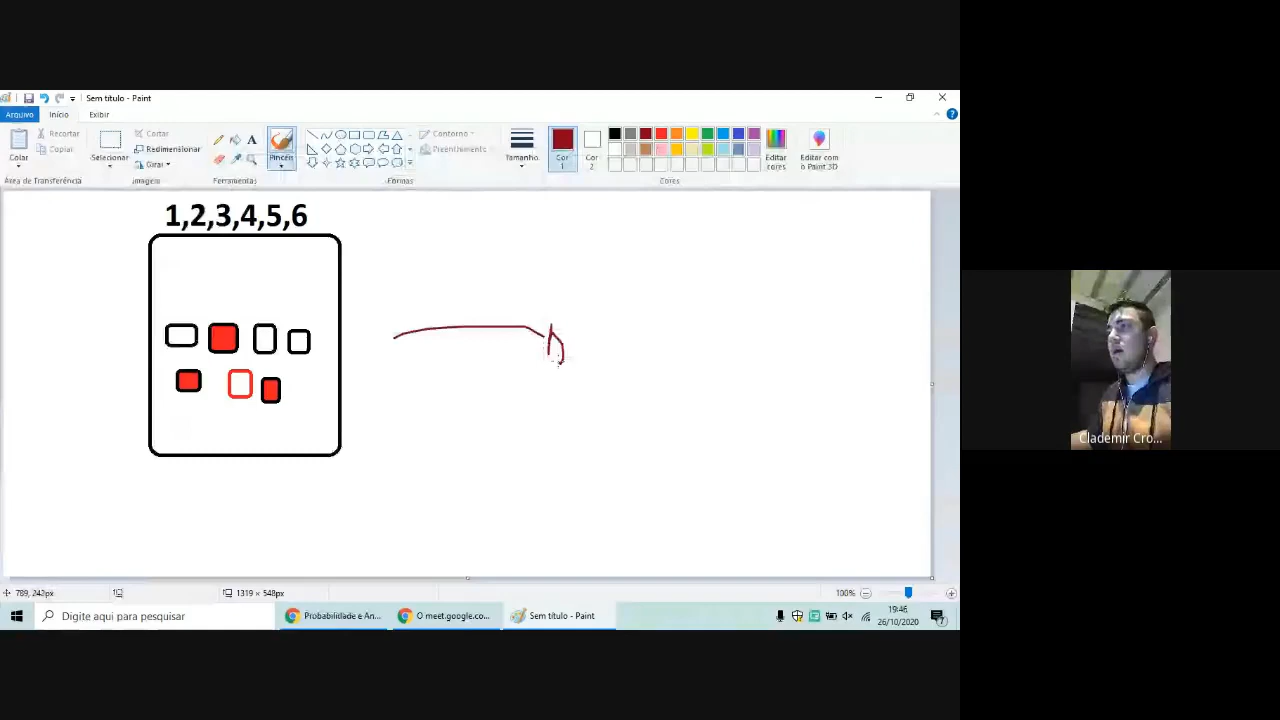 Sem título - Paint
Arquivo
Início
Exibir
Colar
Recortar
Copiar
Área de Transferência
Selecionar
Cortar
Redimensionar
Girar
Imagem
A
Ferramentas
Pincéis
Contorno
Preenchimento
Formas
Tamanho
Cor 1
Cor 2
Editar cores
Editar com o Paint 3D
Cores
1,2,3,4,5,6
Clademir Cro...
789, 242px
1319 × 548px
100%
Digite aqui para pesquisar
Probabilidade e An...
O meet.google.co...
Sem título - Paint
19:46
26/10/2020